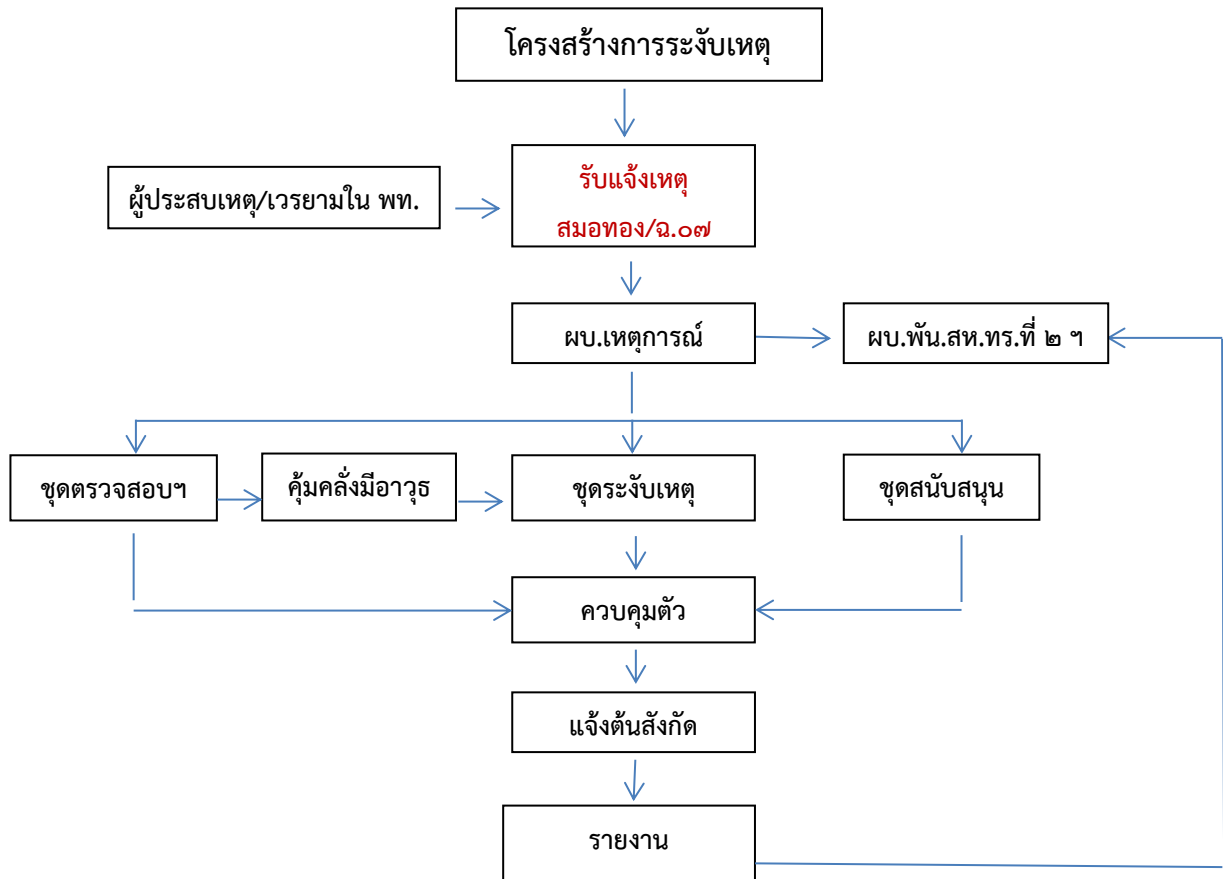 โครงสร้างการระงับเหตุ
รับแจ้งเหตุ
สมอทอง/ฉ.๐๗
ผู้ประสบเหตุ/เวรยามใน พท.
ผบ.เหตุการณ์
ผบ.พัน.สห.ทร.ที่ ๒ ฯ
ชุดตรวจสอบฯ
คุ้มคลั่งมีอาวุธ
ชุดระงับเหตุ
ชุดสนับสนุน
ควบคุมตัว
แจ้งต้นสังกัด
รายงาน